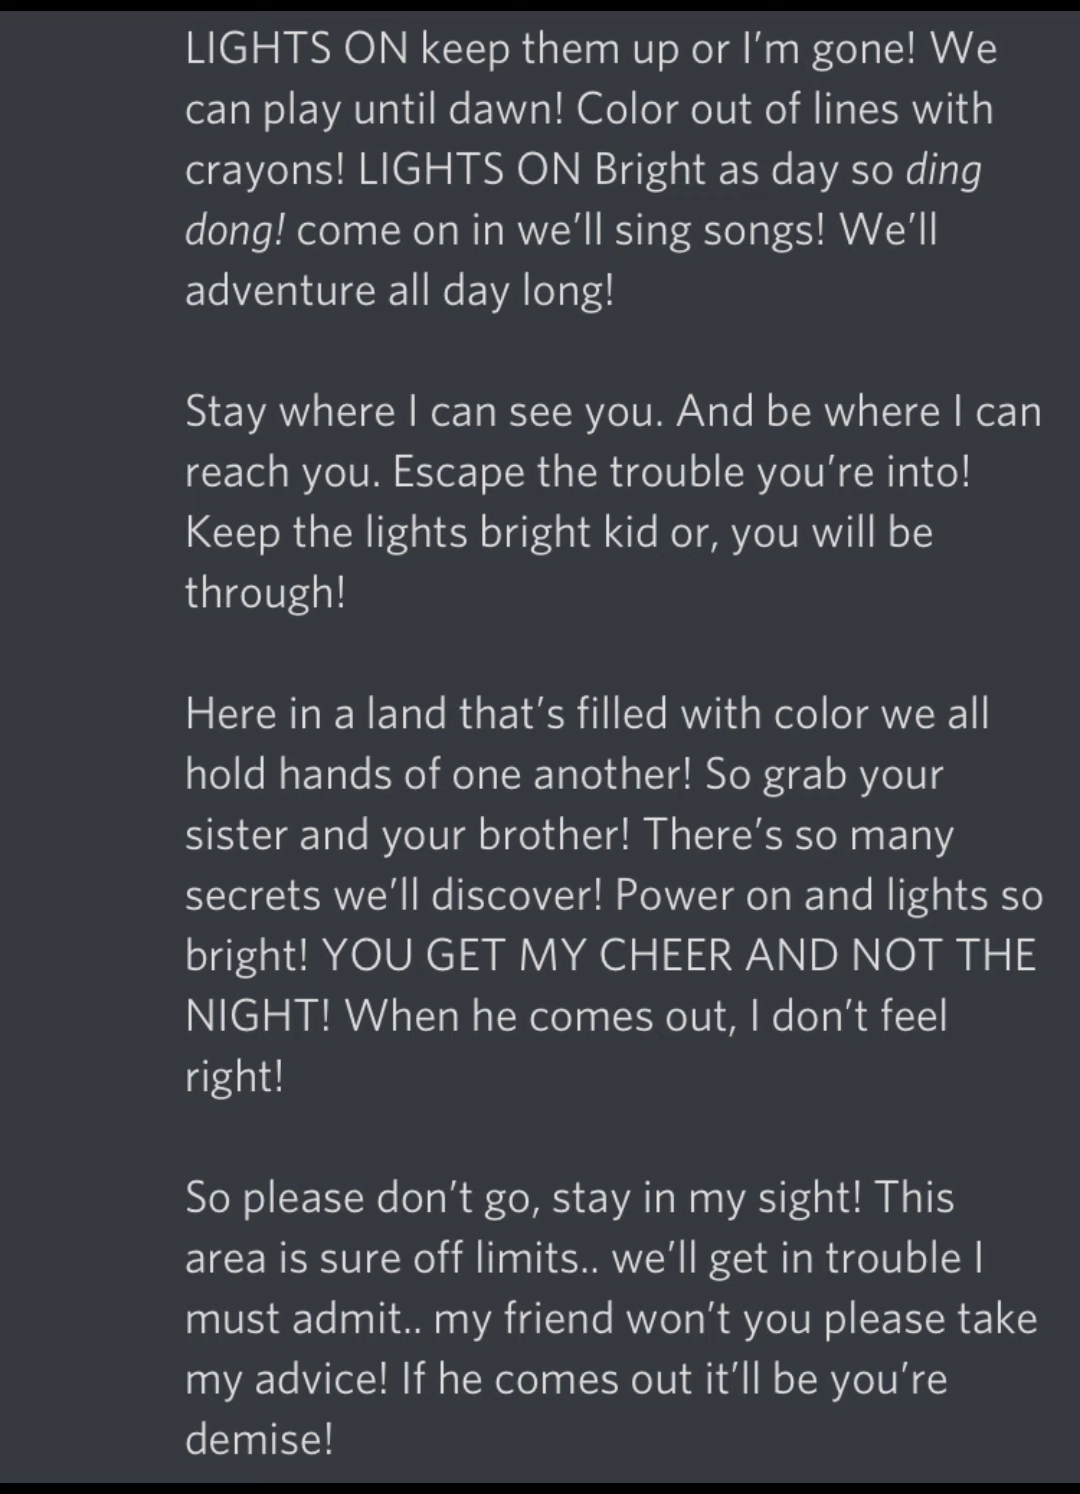 LIGHTS ON keep them up or I’m gone! We
can play until dawn! Color out of lines with
crayons! LIGHTS ON Bright as day so ding
dong! come on in we’ll sing songs! We’ll
adventure all day long!
Stay where I can see you. And be where I can
reach you. Escape the trouble you’re into!
Keep the lights bright kid or, you will be
through!
Here in a land that’s filled with color we all
hold hands of one another! So grab your
sister and your brother! There’s so many
secrets we’ll discover! Power on and lights so
bright! YOU GET MY CHEER AND NOT THE
NIGHT! When he comes out, I don’t feel
right!
So please don’t go, stay in my sight! This
area is sure off limits.. we’ll get in trouble I
must admit.. my friend won’t you please take
my advice! If he comes out it’ll be you’re
demise!